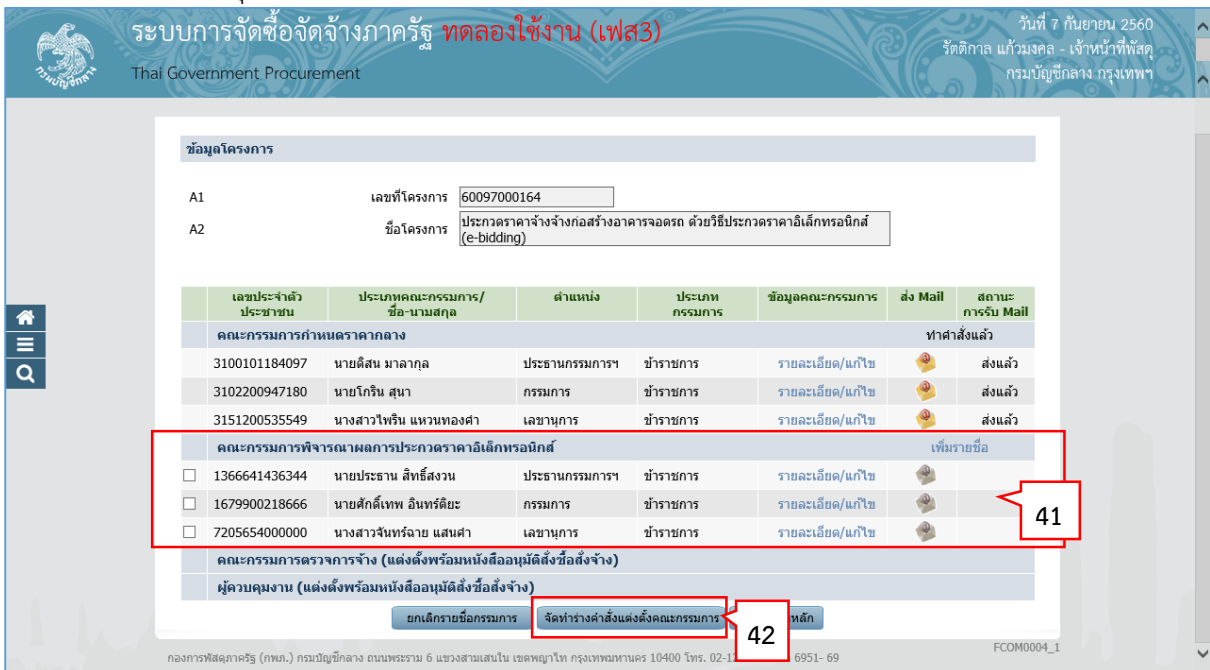 ระบบการจัดซื้อจัดจ้างภาครัฐ ทดลองใช้งาน (เฟส3)
Thai Government Procurement
วันที่ 7 กันยายน 2560
รัตติกาล แก้วมงคล - เจ้าหน้าที่พัสดุ
กรมบัญชีกลาง กรุงเทพฯ
ข้อมูลโครงการ
A1 เลขที่โครงการ 60097000164
A2 ชื่อโครงการ ประกวดราคาจ้างจ้างก่อสร้างอาคารจอดรถ ด้วยวิธีประกวดราคาอิเล็กทรอนิกส์
(e-bidding)
เลขประจำตัว ประเภทคณะกรรมการ/ ตำแหน่ง ประเภท ข้อมูลคณะกรรมการ ส่ง Mail สถานะ
ประชาชน ชื่อ-นามสกุล กรรมการ การรับ Mail
คณะกรรมการกำหนดราคากลาง ทำคำสั่งแล้ว
3100101184097 นายดิสน มาลากุล ประธานกรรมการฯ ข้าราชการ รายละเอียด/แก้ไข ส่งแล้ว
3102200947180 นายโกริน สุนา กรรมการ ข้าราชการ รายละเอียด/แก้ไข ส่งแล้ว
3151200535549 นางสาวไพริน แหวนทองคำ เลขานุการ ข้าราชการ รายละเอียด/แก้ไข ส่งแล้ว
คณะกรรมการพิจารณาผลการประกวดราคาอิเล็กทรอนิกส์ เพิ่มรายชื่อ
1366641436344 นายประธาน สิทธิ์สงวน ประธานกรรมการฯ ข้าราชการ รายละเอียด/แก้ไข
1679900218666 นายศักดิ์เทพ อินทร์ติยะ กรรมการ ข้าราชการ รายละเอียด/แก้ไข
41
7205654000000 นางสาวจันทร์ฉาย แสนคำ เลขานุการ ข้าราชการ รายละเอียด/แก้ไข
คณะกรรมการตรวจการจ้าง (แต่งตั้งพร้อมหนังสืออนุมัติสั่งซื้อสั่งจ้าง)
ผู้ควบคุมงาน (แต่งตั้งพร้อมหนังสืออนุมัติสั่งซื้อสั่งจ้าง)
ยกเลิกรายชื่อกรรมการ จัดทำร่างคำสั่งแต่งตั้งคณะกรรมการ หลัก
42
FCOM0004_1
กองการพัสดุภาครัฐ (กพภ.) กรมบัญชีกลาง ถนนพระราม 6 แขวงสามเสนใน เขตพญาไท กรุงเทพมหานคร 10400 โทร. 02-12 6951- 69